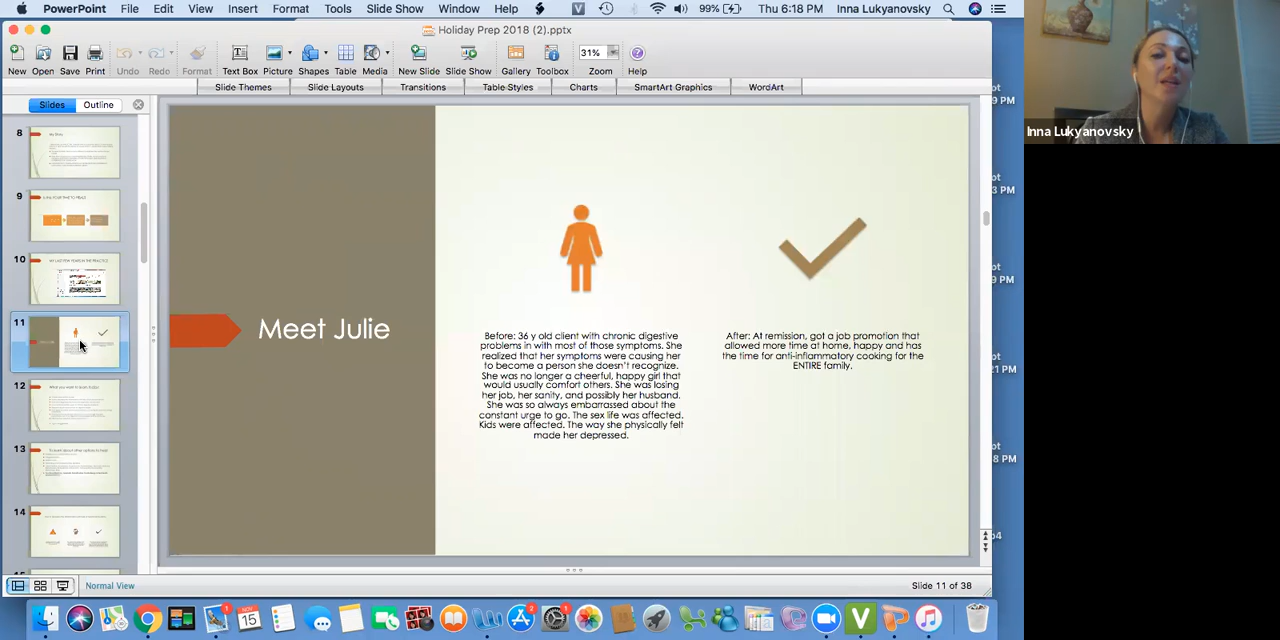 PowerPoint File Edit View Insert Format Tools Slide Show Window Help 99% Thu 6:18 PM Inna Lukyanovsky
Holiday Prep 2018 (2).pptx
31%
New Open Save Print Undo Redo Format Text Box Picture Shapes Table Media New Slide Slide Show Gallery Toolbox Zoom Help
Slide Themes Slide Layouts Transitions Table Styles Charts SmartArt Graphics WordArt
Slides Outline
8
9
10
11
12
13
14
Meet Julie
Before: 36 y old client with chronic digestive
problems in with most of those symptoms. She
realized that her symptoms were causing her
to become a person she doesn't recognize.
She was no longer a cheerful, happy girl that
would usually comfort others. She was losing
her job, her sanity, and possibly her husband.
She was so always embarrassed about the
constant urge to go. The sex life was affected.
Kids were affected. The way she physically felt
made her depressed.
After: At remission, got a job promotion that
allowed more time at home, happy and has
the time for anti-inflammatory cooking for the
ENTIRE family.
Normal View
Slide 11 of 38
NOV
15
Inna Lukyanovsky